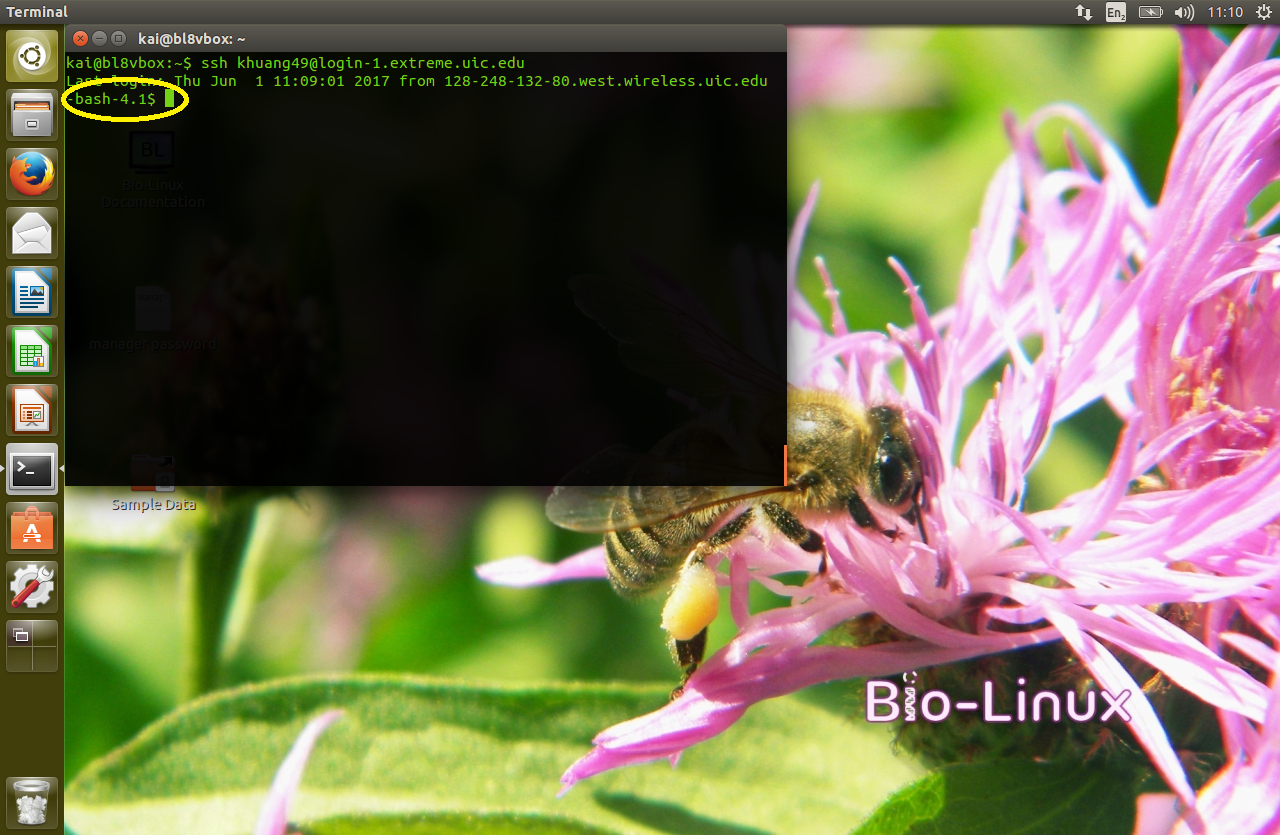 Terminal
En2
11:10
kai@bl8vbox: ~
kai@bl8vbox:~$ ssh khuang49@login-1.extreme.uic.edu
Last login: Thu Jun  1 11:09:01 2017 from 128-248-132-80.west.wireless.uic.edu
-bash-4.1$
BL
Bio-Linux
Documentation
manager.password
Sample Data
Bio-Linux